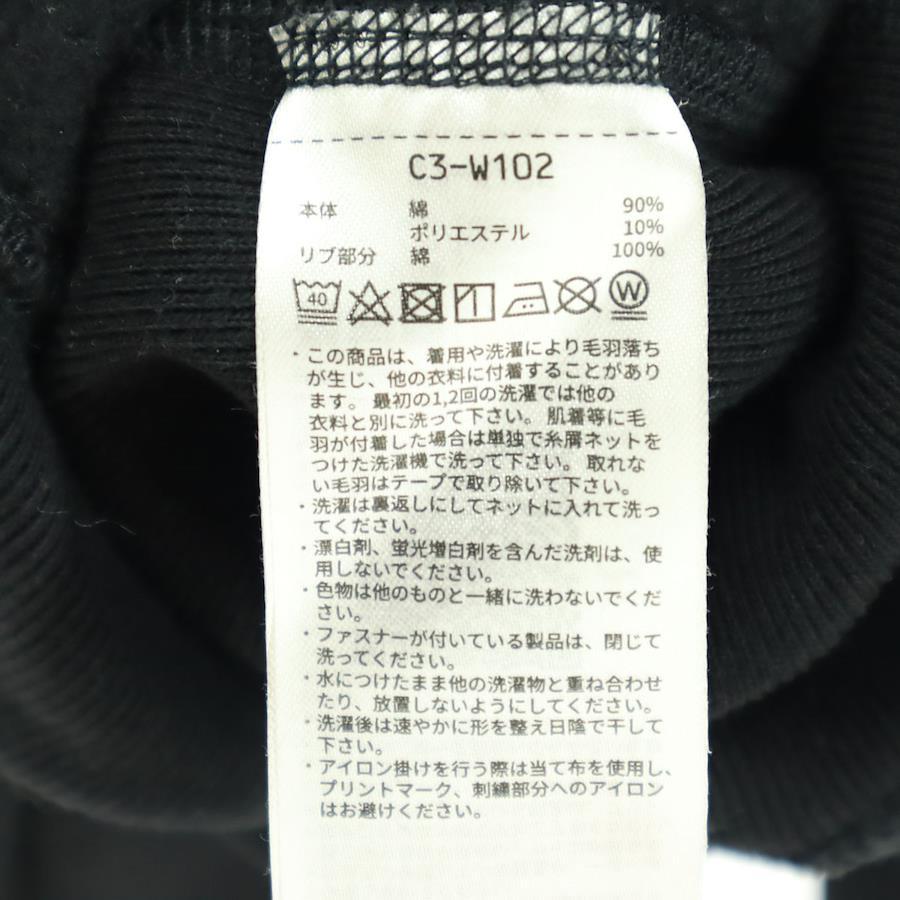 C3-W102
本体 綿 90%
ポリエステル 10%
リブ部分 綿 100%
40 W
・この商品は、着用や洗濯により毛羽落ち
が生じ、他の衣料に付着することがあり
ます。 最初の1,2回の洗濯では他の
衣料と別に洗って下さい。 肌着等に毛
羽が付着した場合は単独で糸屑ネットを
つけた洗濯機で洗って下さい。 取れな
い毛羽はテープで取り除いて下さい。
・洗濯は裏返しにしてネットに入れて洗っ
てください。
・漂白剤、蛍光増白剤を含んだ洗剤は、使
用しないでください。
・色物は他のものと一緒に洗わないでくだ
さい。
・ファスナーが付いている製品は、閉じて
洗ってください。
・水につけたまま他の洗濯物と重ね合わせ
たり、放置しないようにしてください。
・洗濯後は速やかに形を整え日陰で干して
下さい。
・アイロン掛けを行う際は当て布を使用し、
プリントマーク、刺繍部分へのアイロン
はお避けください。